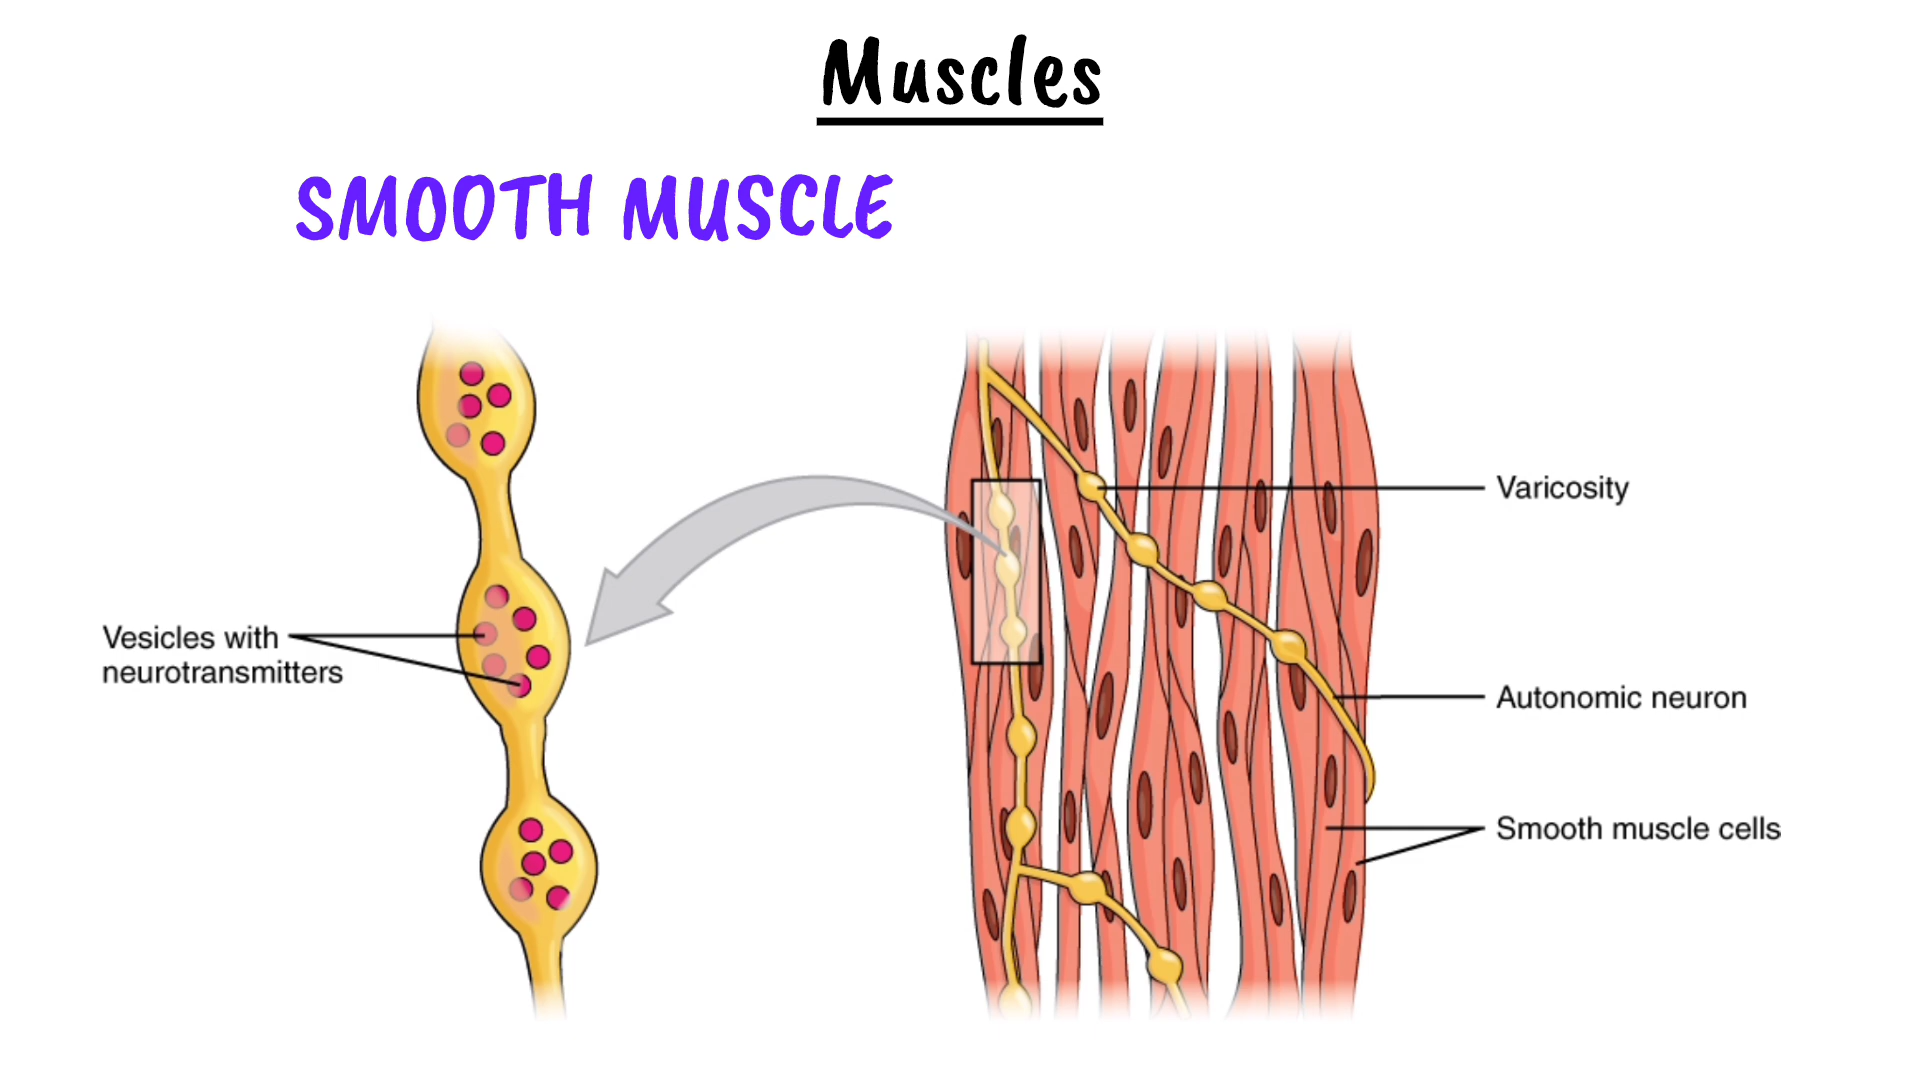 Muscles
SMOOTH MUSCLE
Varicosity
Vesicles with
neurotransmitters
Autonomic neuron
Smooth muscle cells